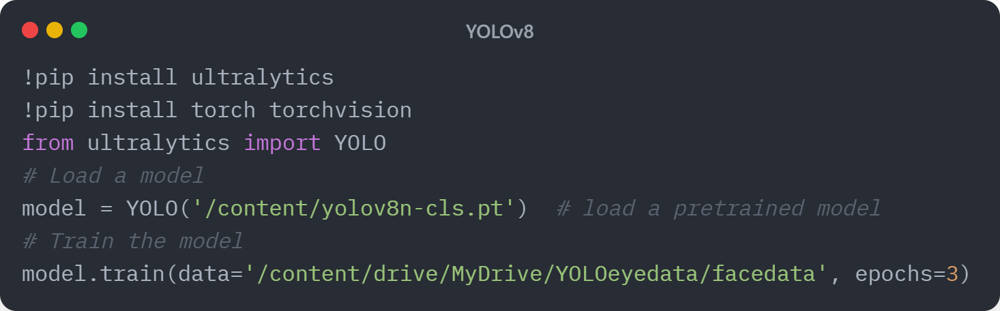 YOLOv8
!pip install ultralytics
!pip install torch torchvision
from ultralytics import YOLO
# Load a model
model = YOLO('/content/yolov8n-cls.pt')  # load a pretrained model
# Train the model
model.train(data='/content/drive/MyDrive/YOLOeyedata/facedata', epochs=3)